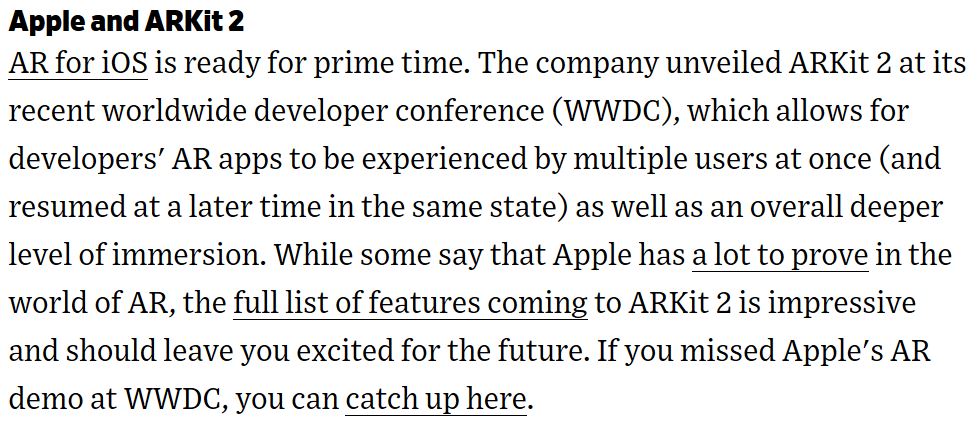 Apple and ARKit 2
AR for iOS is ready for prime time. The company unveiled ARKit 2 at its
recent worldwide developer conference (WWDC), which allows for
developers' AR apps to be experienced by multiple users at once (and
resumed at a later time in the same state) as well as an overall deeper
level of immersion. While some say that Apple has a lot to prove in the
world of AR, the full list of features coming to ARKit 2 is impressive
and should leave you excited for the future. If you missed Apple's AR
demo at WWDC, you can catch up here.